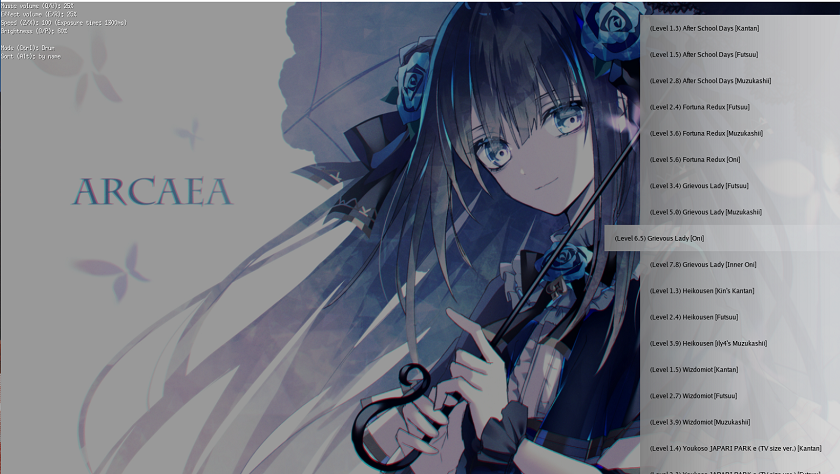 Music volume (Q/W): 25%
Effect volume (E/R): 25%
Speed (Z/X): 100 (Exposure time: 1300ms)
Brightness (O/P): 60%
Mode (Ctrl): Drum
Sort (Alt): by name
ARCAEA
(Level 1.3) After School Days [Kantan]
(Level 1.5) After School Days [Futsuu]
(Level 2.8) After School Days [Muzukashii]
(Level 2.4) Fortuna Redux [Futsuu]
(Level 3.6) Fortuna Redux [Muzukashii]
(Level 5.6) Fortuna Redux [Oni]
(Level 3.4) Grievous Lady [Futsuu]
(Level 5.0) Grievous Lady [Muzukashii]
(Level 6.5) Grievous Lady [Oni]
(Level 7.8) Grievous Lady [Inner Oni]
(Level 1.3) Heikousen [Kin's Kantan]
(Level 2.4) Heikousen [Futsuu]
(Level 3.9) Heikousen [ily4's Muzukashii]
(Level 1.5) Wizdomiot [Kantan]
(Level 2.7) Wizdomiot [Futsuu]
(Level 3.9) Wizdomiot [Muzukashii]
(Level 1.4) Youkoso JAPARI PARK e (TV size ver.) [Kantan]